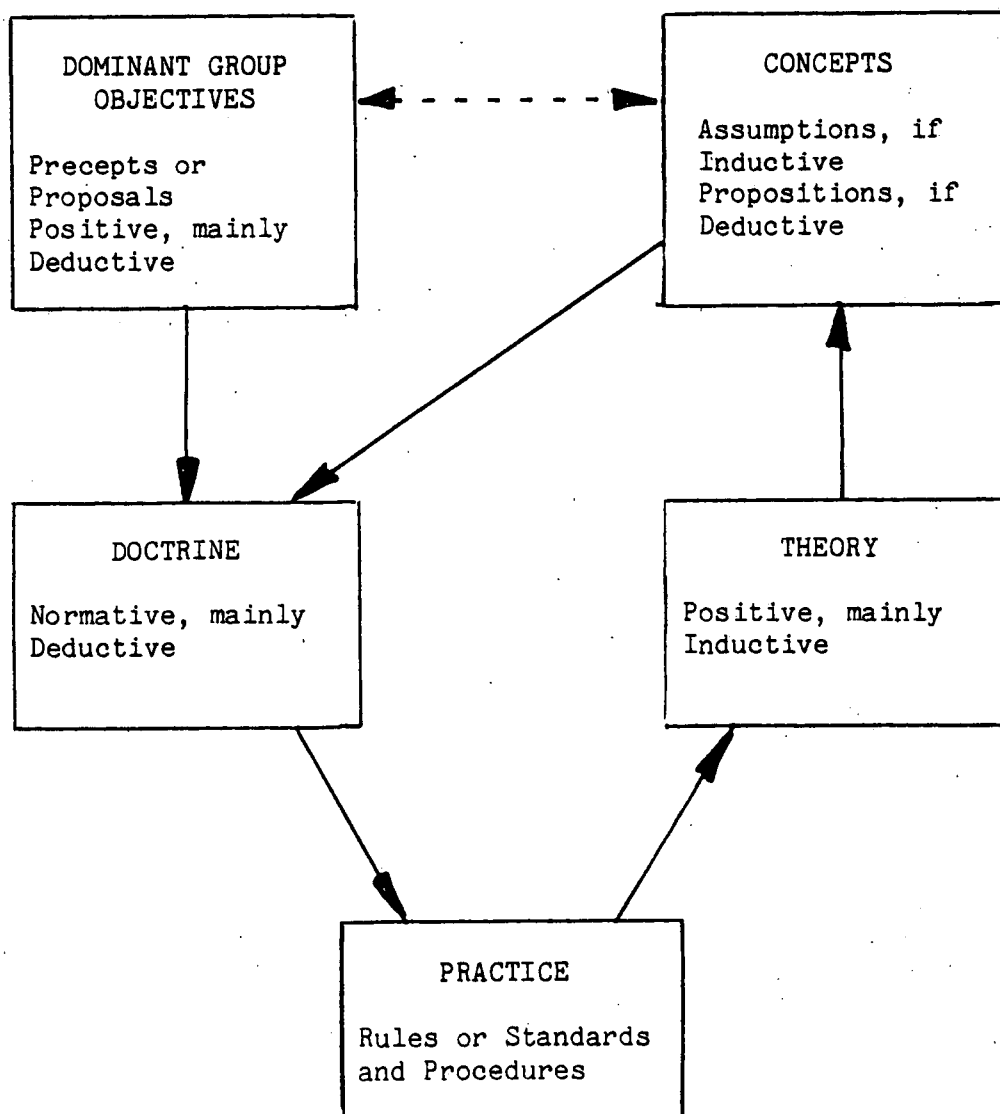 DOMINANT GROUP
OBJECTIVES
Precepts or
Proposals
Positive, mainly
Deductive
CONCEPTS
Assumptions, if
Inductive
Propositions, if
Deductive
DOCTRINE
Normative, mainly
Deductive
THEORY
Positive, mainly
Inductive
PRACTICE
Rules or Standards
and Procedures